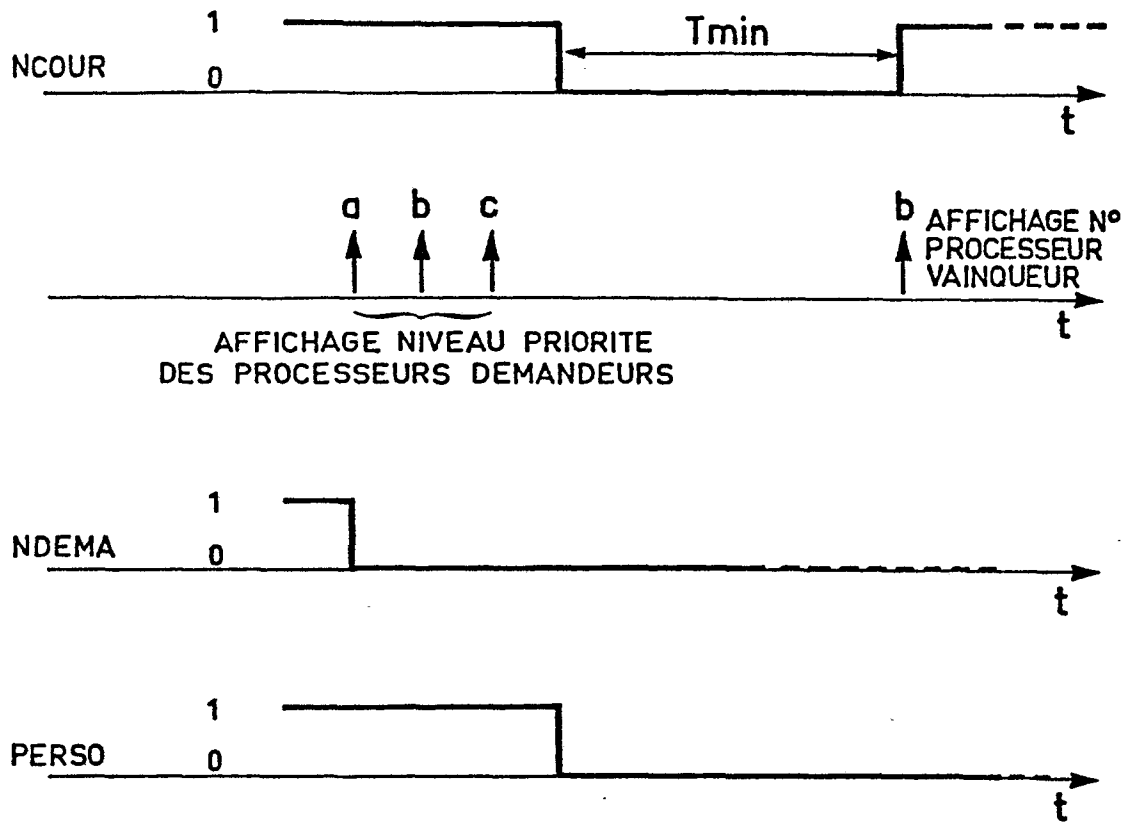 1
Tmin
NCOUR
0
t
a b c
b AFFICHAGE Nº
PROCESSEUR
VAINQUEUR
t
AFFICHAGE NIVEAU PRIORITE
DES PROCESSEURS DEMANDEURS
1
NDEMA
0
t
1
PERSO
0
t